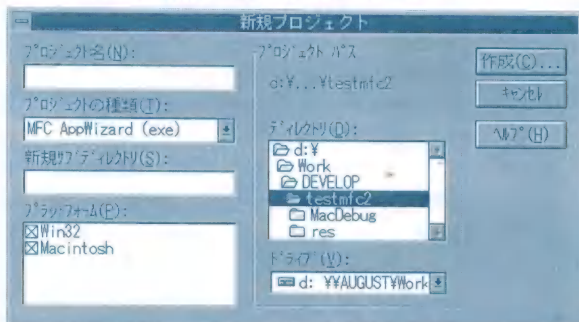 新規プロジェクト
プロジェクト名(N):
プロジェクトの種類(T):
MFC AppWizard (exe)
新規サブディレクトリ(S):
プラットフォーム(P):
Win32
Macintosh
プロジェクト パス
d:¥...¥testmfc2
ディレクトリ(D):
d:¥
Work
DEVELOP
testmfc2
MacDebug
res
ドライブ(V):
d: ¥¥AUGUST¥Work
作成(C)...
キャンセル
ヘルプ(H)